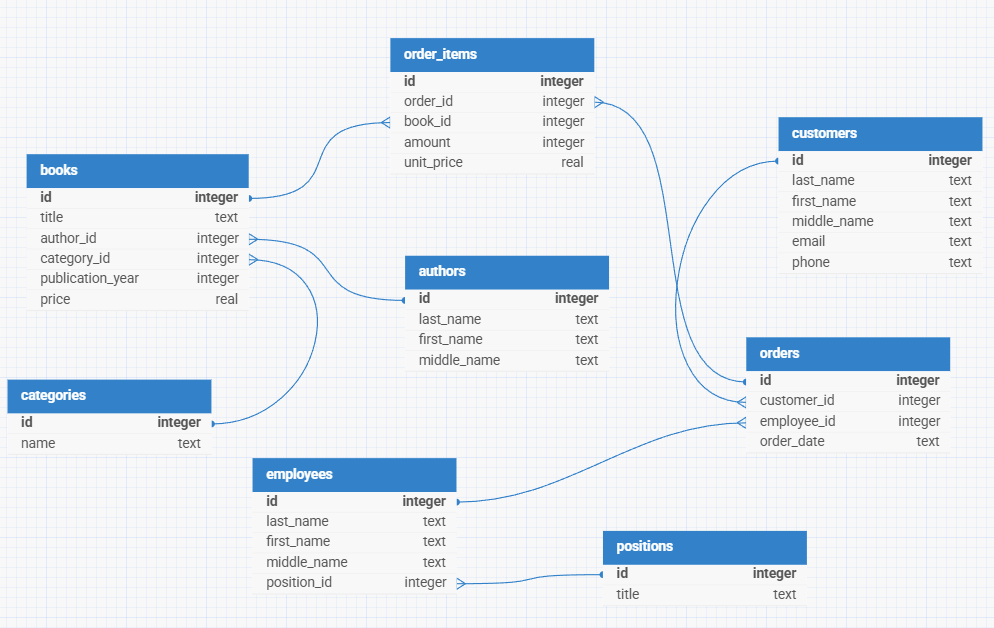 order_items
id integer
order_id integer
book_id integer
amount integer
unit_price real
customers
id integer
last_name text
first_name text
middle_name text
email text
phone text
books
id integer
title text
author_id integer
category_id integer
publication_year integer
price real
authors
id integer
last_name text
first_name text
middle_name text
orders
id integer
customer_id integer
employee_id integer
order_date text
categories
id integer
name text
employees
id integer
last_name text
first_name text
middle_name text
position_id integer
positions
id integer
title text